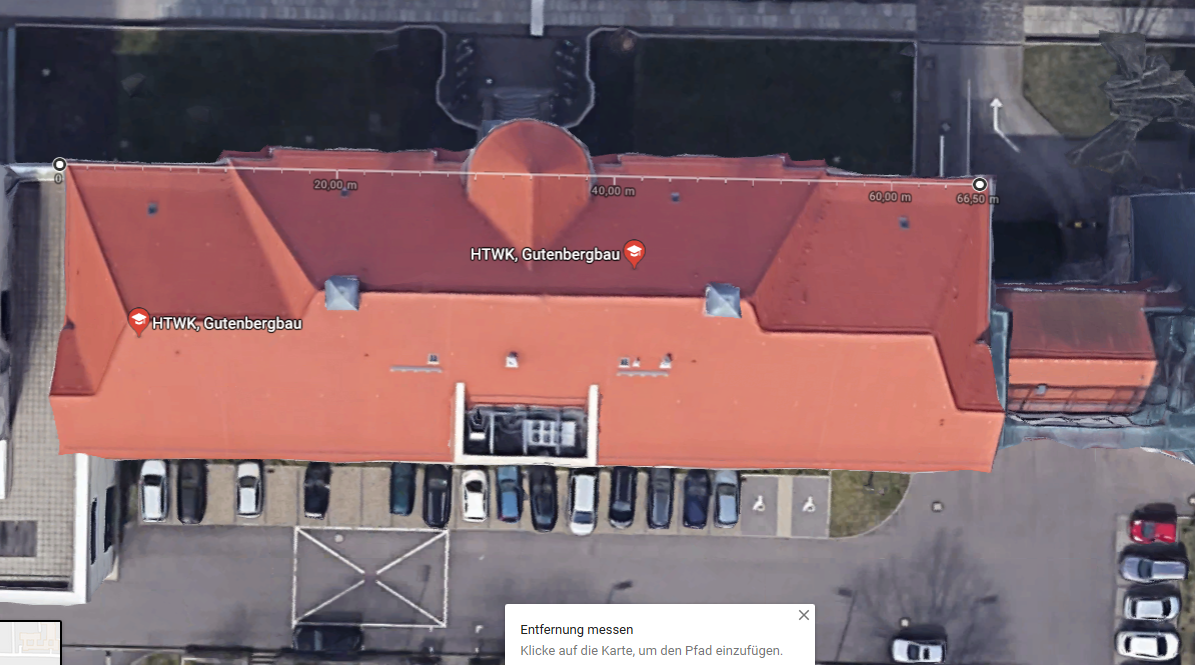 0
20,00 m
40,00 m
60,00 m
66,50 m
HTWK, Gutenbergbau
HTWK, Gutenbergbau
Entfernung messen
Klicke auf die Karte, um den Pfad einzufügen.